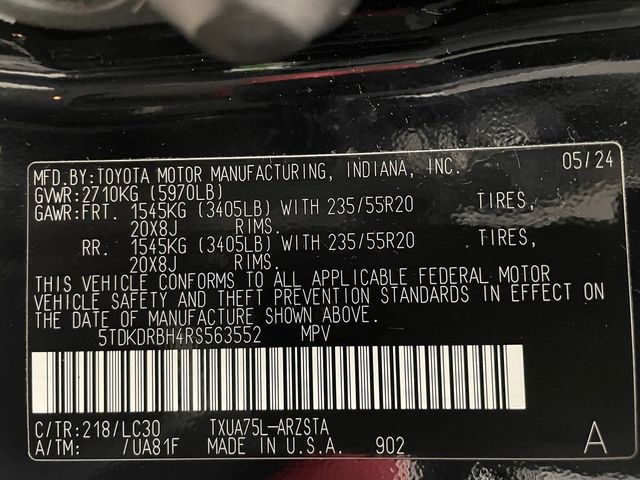 MFD.BY:TOYOTA MOTOR MANUFACTURING, INDIANA, INC. 05/24
GVWR:2710KG (5970LB)
GAWR:FRT. 1545KG (3405LB) WITH 235/55R20 TIRES,
20X8J RIMS.
RR. 1545KG (3405LB) WITH 235/55R20 TIRES,
20X8J RIMS.
THIS VEHICLE CONFORMS TO ALL APPLICABLE FEDERAL MOTOR
VEHICLE SAFETY AND THEFT PREVENTION STANDARDS IN EFFECT ON
THE DATE OF MANUFACTURE SHOWN ABOVE.
5TDKDRBH4RS563552 MPV
C/TR:218/LC30 TXUA75L-ARZSTA
A/TM: /UA81F MADE IN U.S.A. 902 A